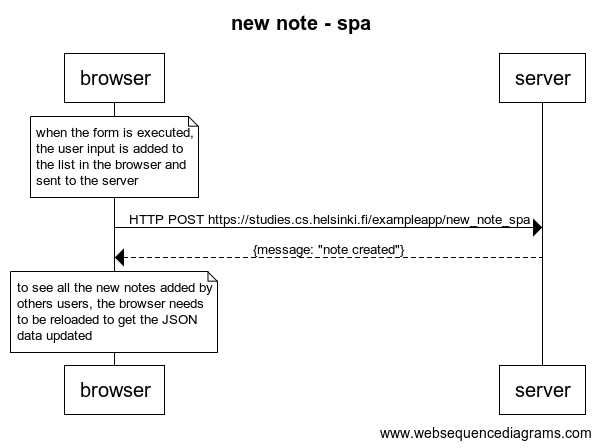 new note - spa
browser
server
when the form is executed,
the user input is added to
the list in the browser and
sent to the server
HTTP POST https://studies.cs.helsinki.fi/exampleapp/new_note_spa
{message: "note created"}
to see all the new notes added by
others users, the browser needs
to be reloaded to get the JSON
data updated
browser
server
www.websequencediagrams.com